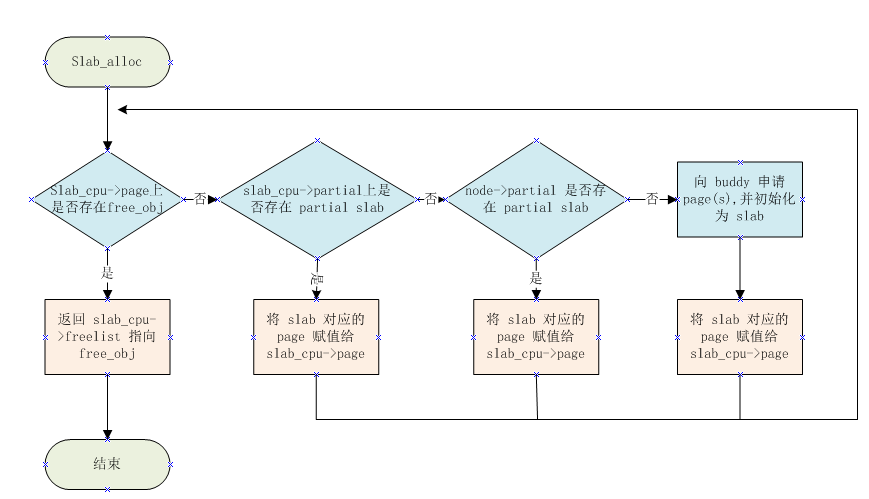 Slab_alloc
Slab_cpu->page上
是否存在free_obj
否
slab_cpu->partial上是
否存在 partial slab
否
node->partial 是否存
在 partial slab
否
向 buddy 申请
page(s),并初始化
为 slab
是
是
是
返回 slab_cpu-
>freelist 指向
free_obj
将 slab 对应的
page 赋值给
slab_cpu->page
将 slab 对应的
page 赋值给
slab_cpu->page
将 slab 对应的
page 赋值给
slab_cpu->page
结束